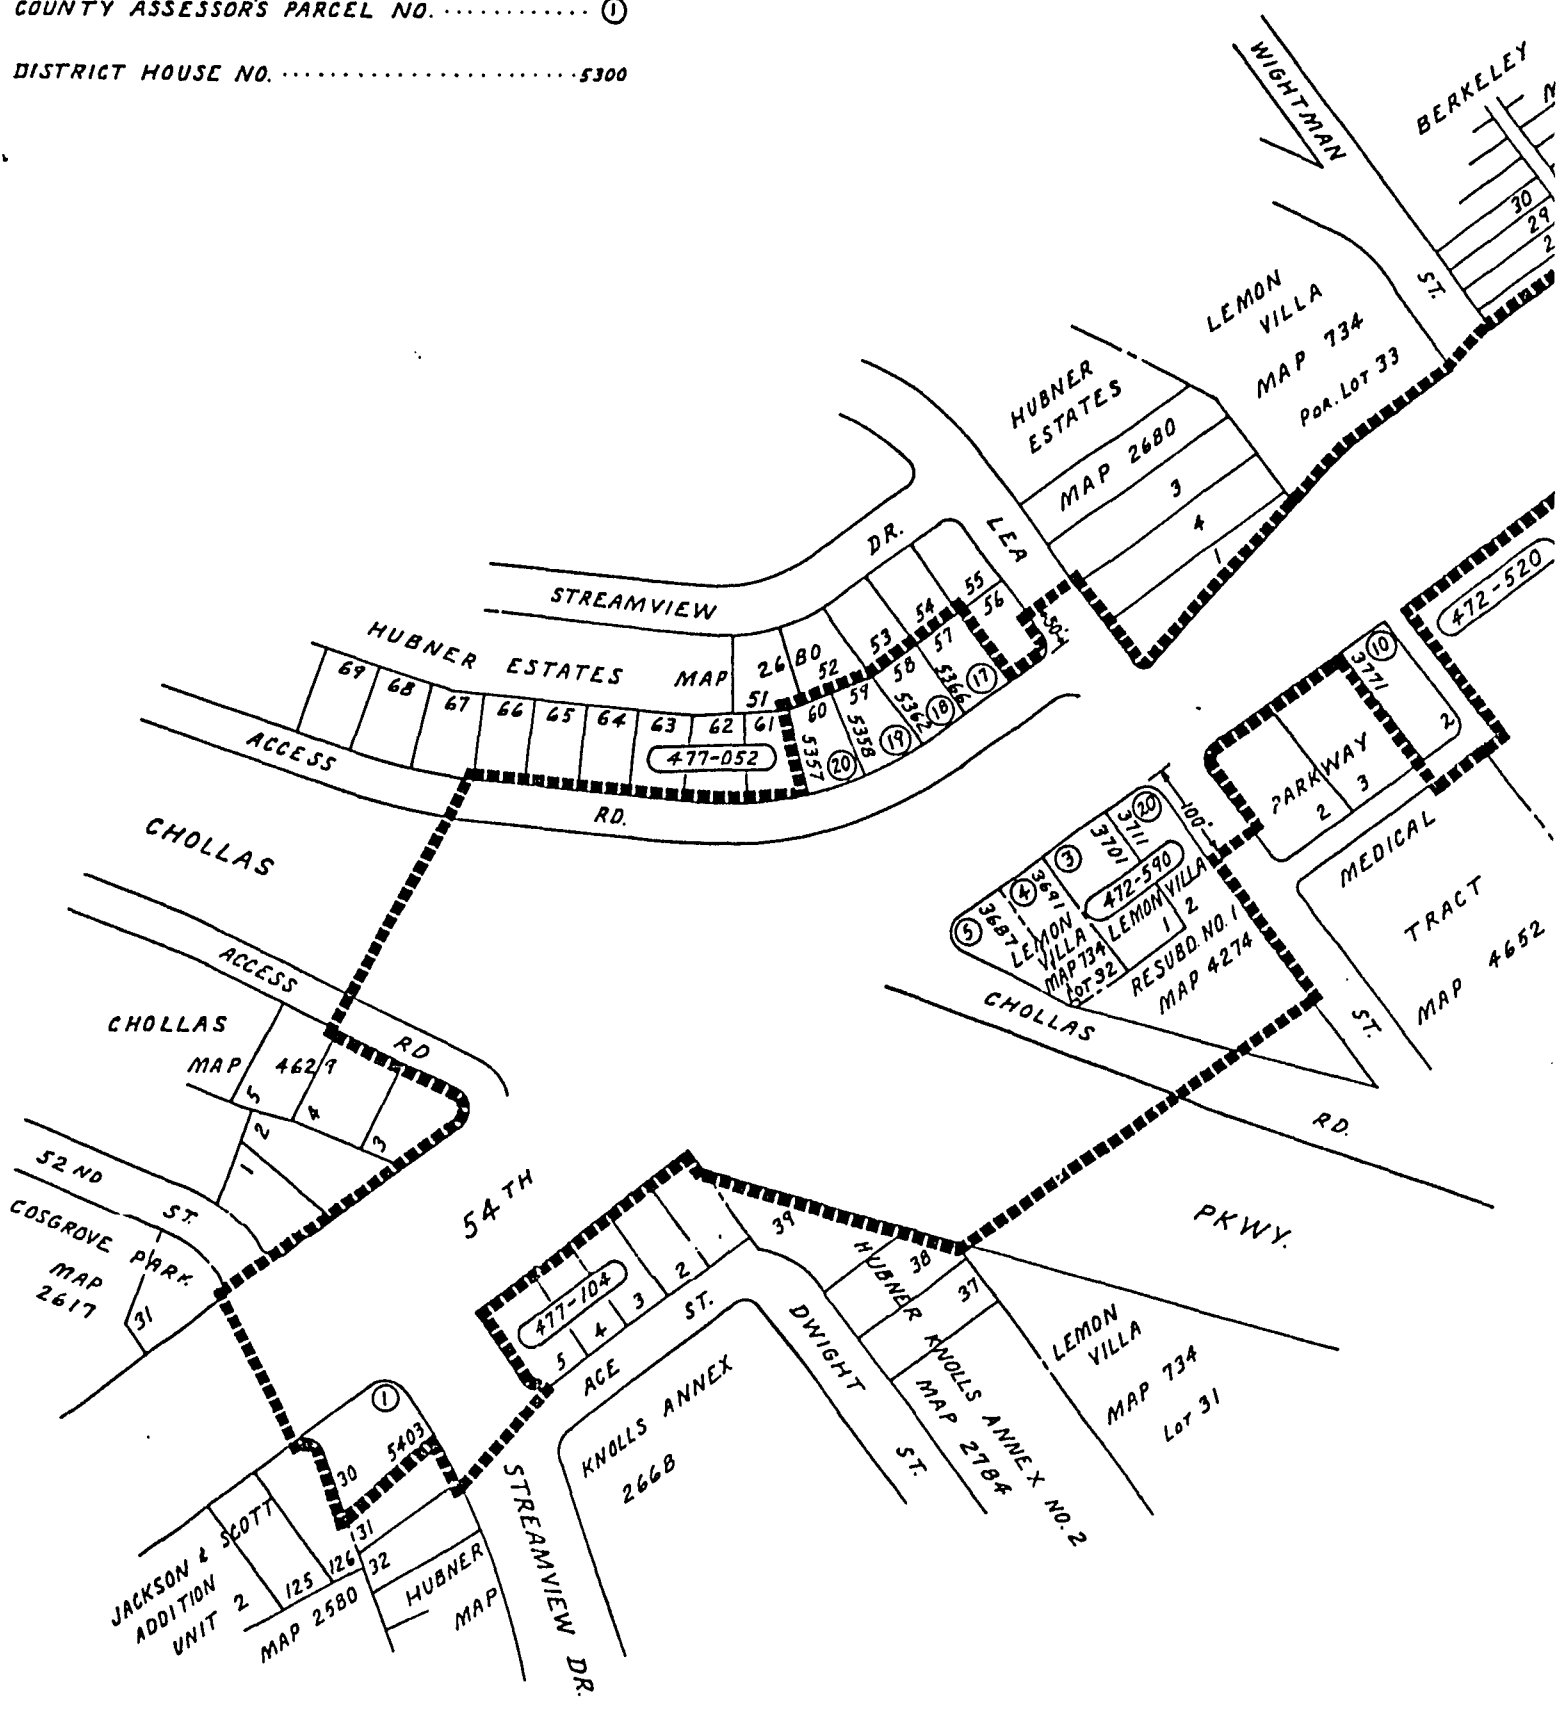 COUNTY ASSESSOR'S PARCEL NO. ............ ①
DISTRICT HOUSE NO. ...................... 5300
WIGHTMAN
ST.
BERKELEY
30
29
2
LEMON
VILLA
MAP 734
POR. LOT 33
HUBNER
ESTATES
MAP 2680
3
4
1
LEA
DR.
STREAMVIEW
HUBNER ESTATES MAP 2680
51
52
53
54
55
56
50'
57
58
59
60
61
62
63
64
65
66
67
68
69
5366
17
5362
18
5358
19
5357
20
477-052
ACCESS
RD.
472-520
10
3771
2
PARKWAY
2
3
MEDICAL
TRACT
MAP 4652
ST.
100'
20
3711
3701
3
3691
4
3687
5
472-590
LEMON VILLA
1
2
RESUBD. NO. 1
MAP 4274
LEMON
VILLA
MAP 734
LOT 32
CHOLLAS
RD.
CHOLLAS
ACCESS
RD
CHOLLAS
MAP 4629
5
4
3
2
1
52 ND
ST.
COSGROVE PARK
MAP
2617
31
54 TH
PKWY.
477-104
5
4
3
2
ACE
ST.
39
38
37
HUBNER KNOLLS ANNEX NO. 2
MAP 2784
DWIGHT
ST.
LEMON
VILLA
MAP 734
LOT 31
KNOLLS ANNEX
2668
STREAMVIEW DR.
1
5403
30
131
126
125
32
JACKSON & SCOTT
ADDITION
UNIT 2
MAP 2580
HUBNER
MAP